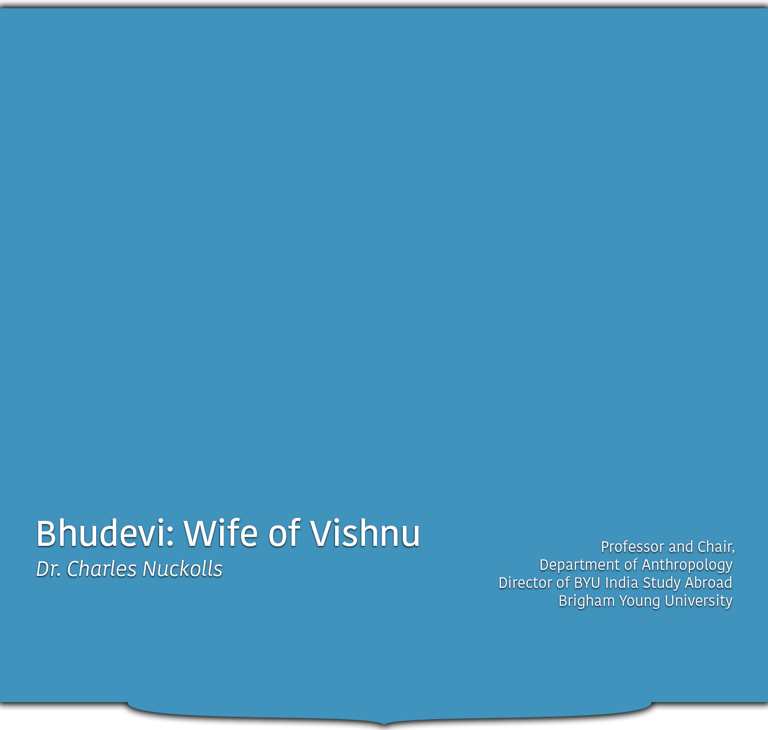 Bhudevi: Wife of Vishnu
Dr. Charles Nuckolls
Professor and Chair,
Department of Anthropology
Director of BYU India Study Abroad
Brigham Young University